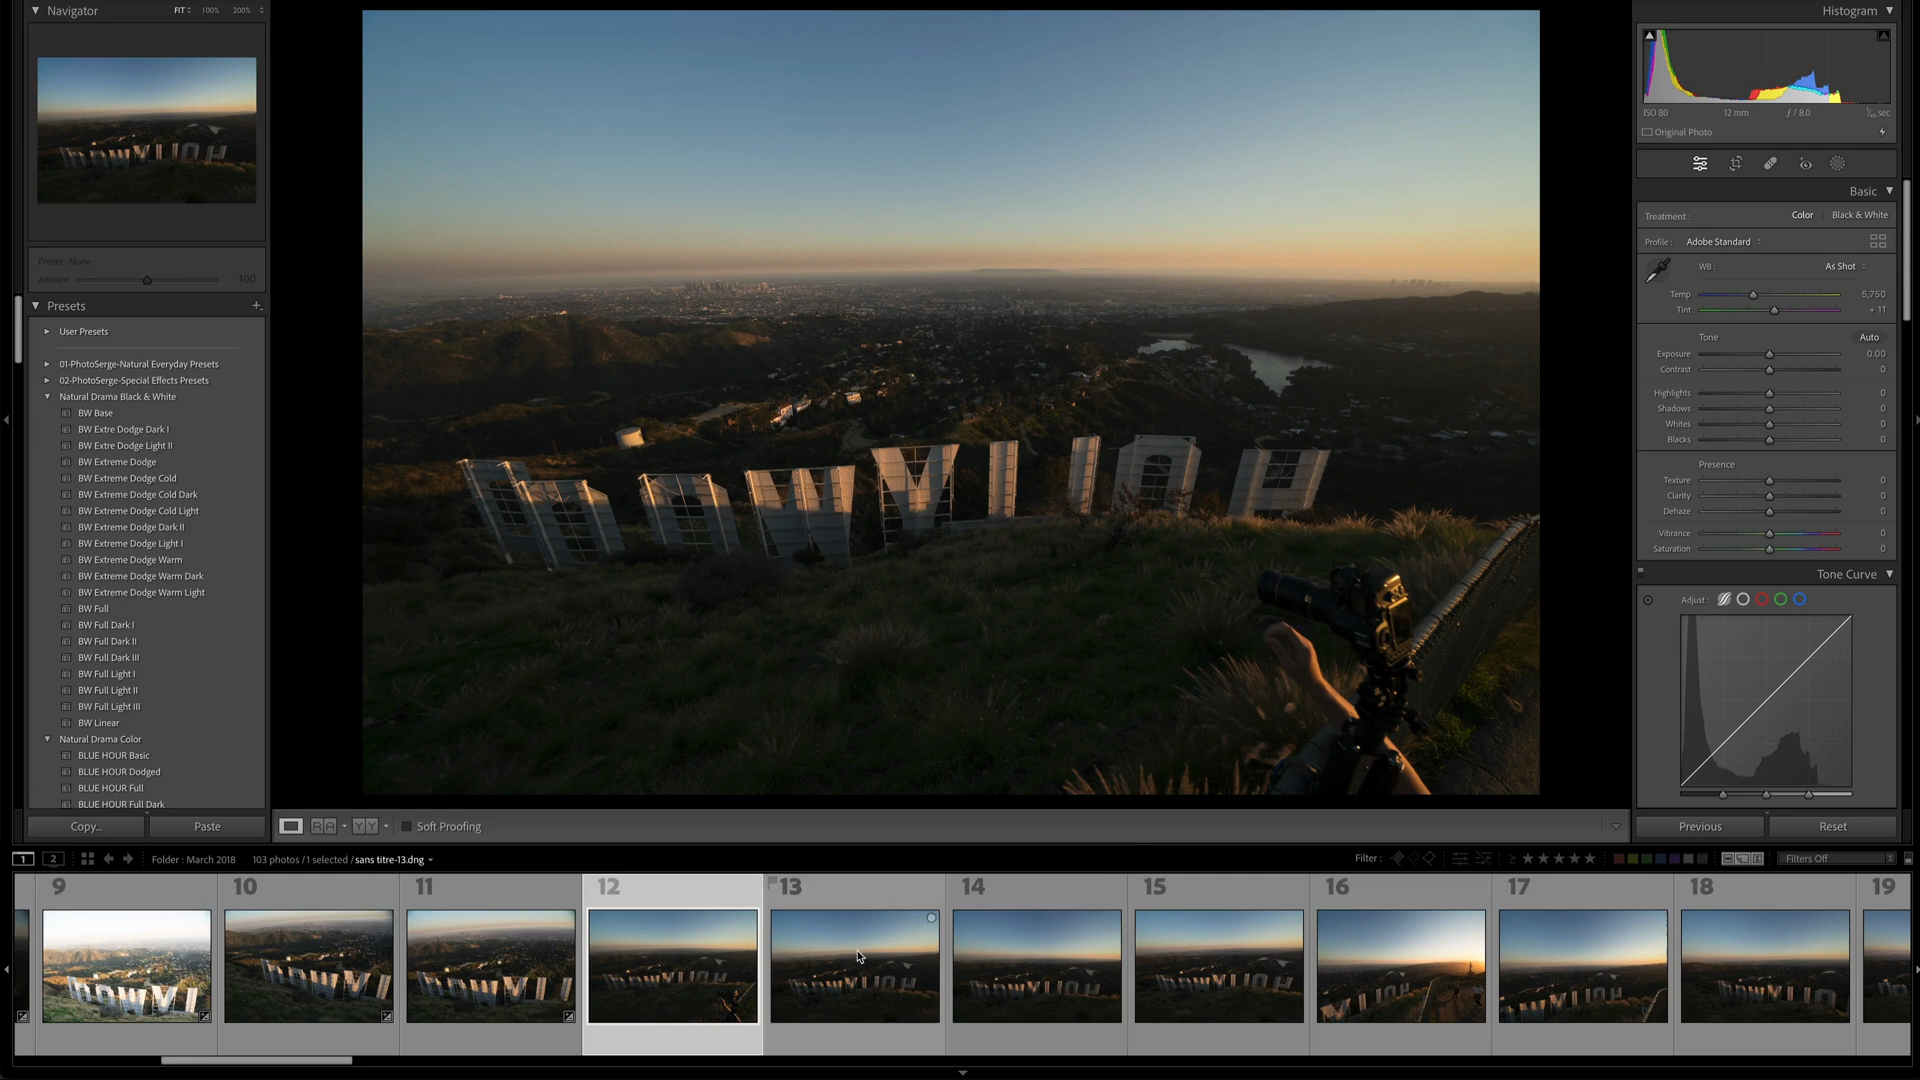 Navigator
FIT
100%
200%
Preset : None
Amount
100
Presets
User Presets
01-PhotoSerge-Natural Everyday Presets
02-PhotoSerge-Special Effects Presets
Natural Drama Black & White
BW Base
BW Extre Dodge Dark I
BW Extre Dodge Light II
BW Extreme Dodge
BW Extreme Dodge Cold
BW Extreme Dodge Cold Dark
BW Extreme Dodge Cold Light
BW Extreme Dodge Dark II
BW Extreme Dodge Light I
BW Extreme Dodge Warm
BW Extreme Dodge Warm Dark
BW Extreme Dodge Warm Light
BW Full
BW Full Dark I
BW Full Dark II
BW Full Dark III
BW Full Light I
BW Full Light II
BW Full Light III
BW Linear
Natural Drama Color
BLUE HOUR Basic
BLUE HOUR Dodged
BLUE HOUR Full
BLUE HOUR Full Dark
Copy...
Paste
Soft Proofing
Histogram
ISO 80
12 mm
ƒ / 8.0
sec
Original Photo
Basic
Treatment :
Color
Black & White
Profile :
Adobe Standard
WB :
As Shot
Temp
5,750
Tint
+ 11
Tone
Auto
Exposure
0.00
Contrast
0
Highlights
0
Shadows
0
Whites
0
Blacks
0
Presence
Texture
0
Clarity
0
Dehaze
0
Vibrance
0
Saturation
0
Tone Curve
Adjust :
Previous
Reset
1
2
Folder : March 2018
103 photos / 1 selected / sans titre-13.dng
Filter :
Filters Off
9
10
11
12
13
14
15
16
17
18
19